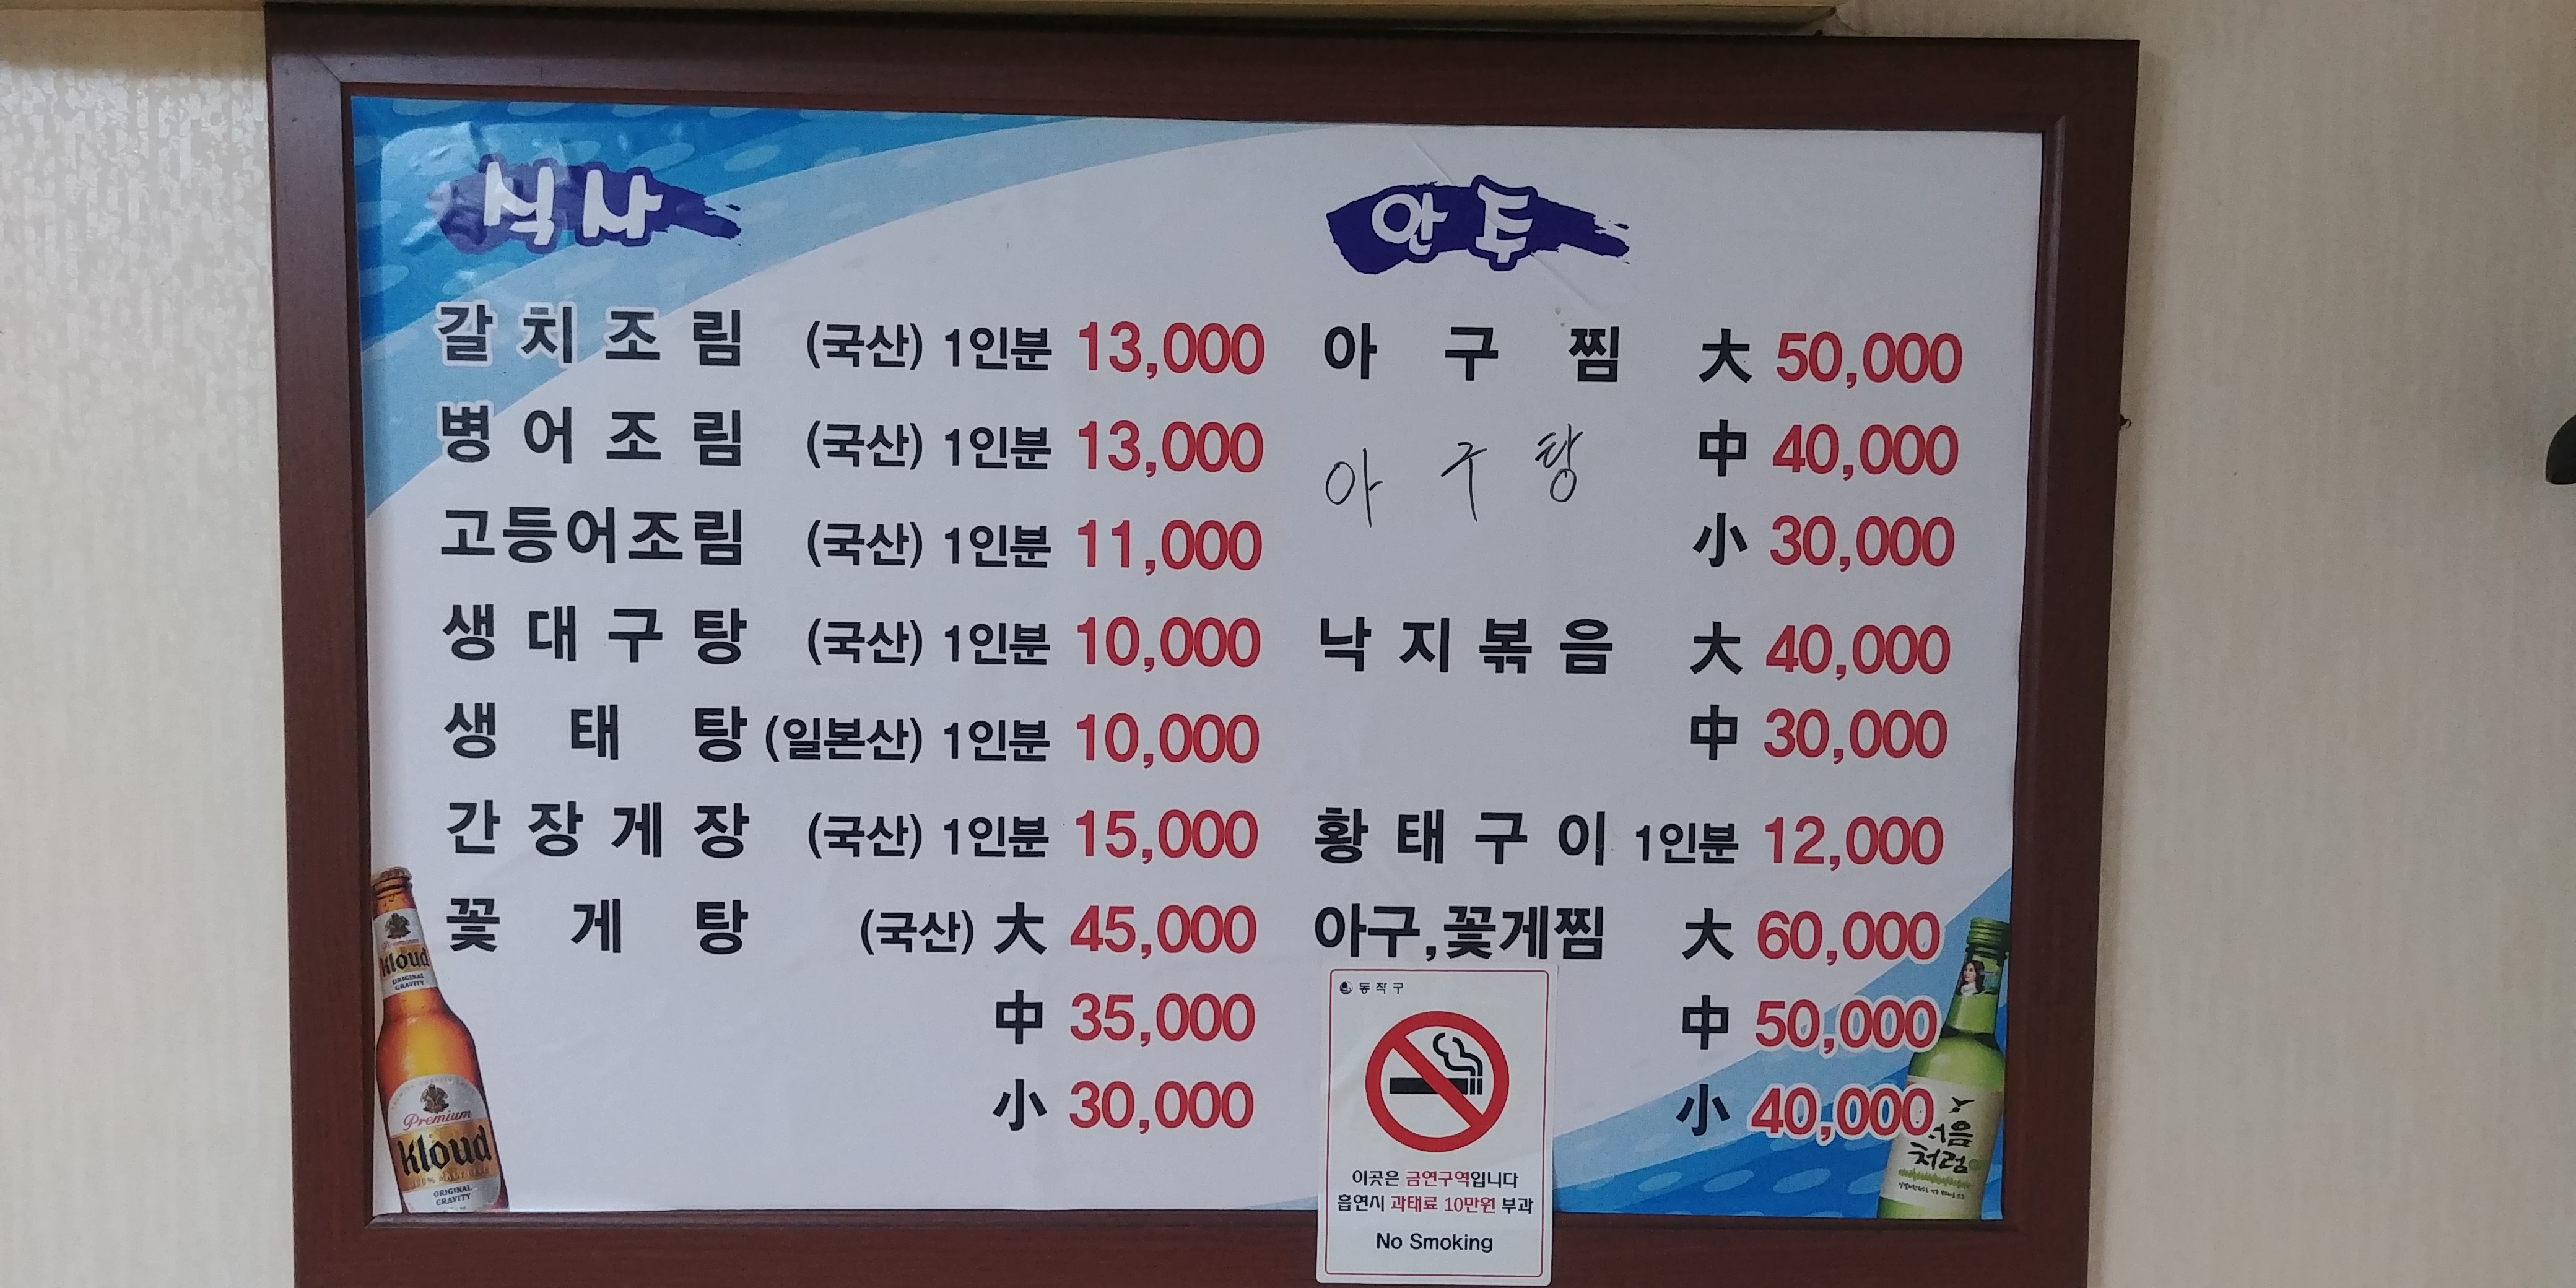 식사
갈치조림 (국산) 1인분 13,000
병어조림 (국산) 1인분 13,000
고등어조림 (국산) 1인분 11,000
생대구탕 (국산) 1인분 10,000
생태탕 (일본산) 1인분 10,000
간장게장 (국산) 1인분 15,000
꽃게탕 (국산) 大 45,000
中 35,000
小 30,000
안주
아구찜 大 50,000
아구탕 中 40,000
小 30,000
낙지볶음 大 40,000
中 30,000
황태구이 1인분 12,000
아구,꽃게찜 大 60,000
中 50,000
小 40,000
kloud
ORIGINAL
GRAVITY
Premium
kloud
ORIGINAL
GRAVITY
동작구
이곳은 금연구역입니다
흡연시 과태료 10만원 부과
No Smoking
처럼